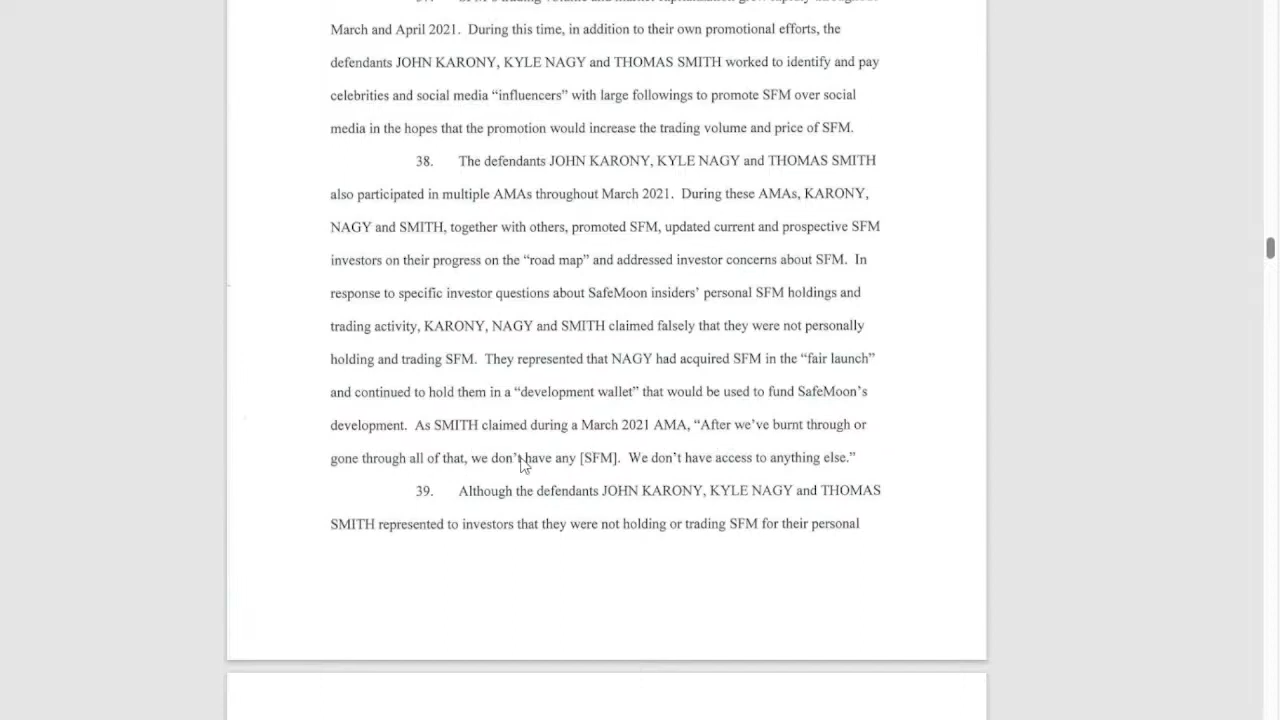 March and April 2021. During this time, in addition to their own promotional efforts, the
defendants JOHN KARONY, KYLE NAGY and THOMAS SMITH worked to identify and pay
celebrities and social media “influencers” with large followings to promote SFM over social
media in the hopes that the promotion would increase the trading volume and price of SFM.
38. The defendants JOHN KARONY, KYLE NAGY and THOMAS SMITH
also participated in multiple AMAs throughout March 2021. During these AMAs, KARONY,
NAGY and SMITH, together with others, promoted SFM, updated current and prospective SFM
investors on their progress on the “road map” and addressed investor concerns about SFM. In
response to specific investor questions about SafeMoon insiders’ personal SFM holdings and
trading activity, KARONY, NAGY and SMITH claimed falsely that they were not personally
holding and trading SFM. They represented that NAGY had acquired SFM in the “fair launch”
and continued to hold them in a “development wallet” that would be used to fund SafeMoon’s
development. As SMITH claimed during a March 2021 AMA, “After we’ve burnt through or
gone through all of that, we don’t have any [SFM]. We don’t have access to anything else.”
39. Although the defendants JOHN KARONY, KYLE NAGY and THOMAS
SMITH represented to investors that they were not holding or trading SFM for their personal